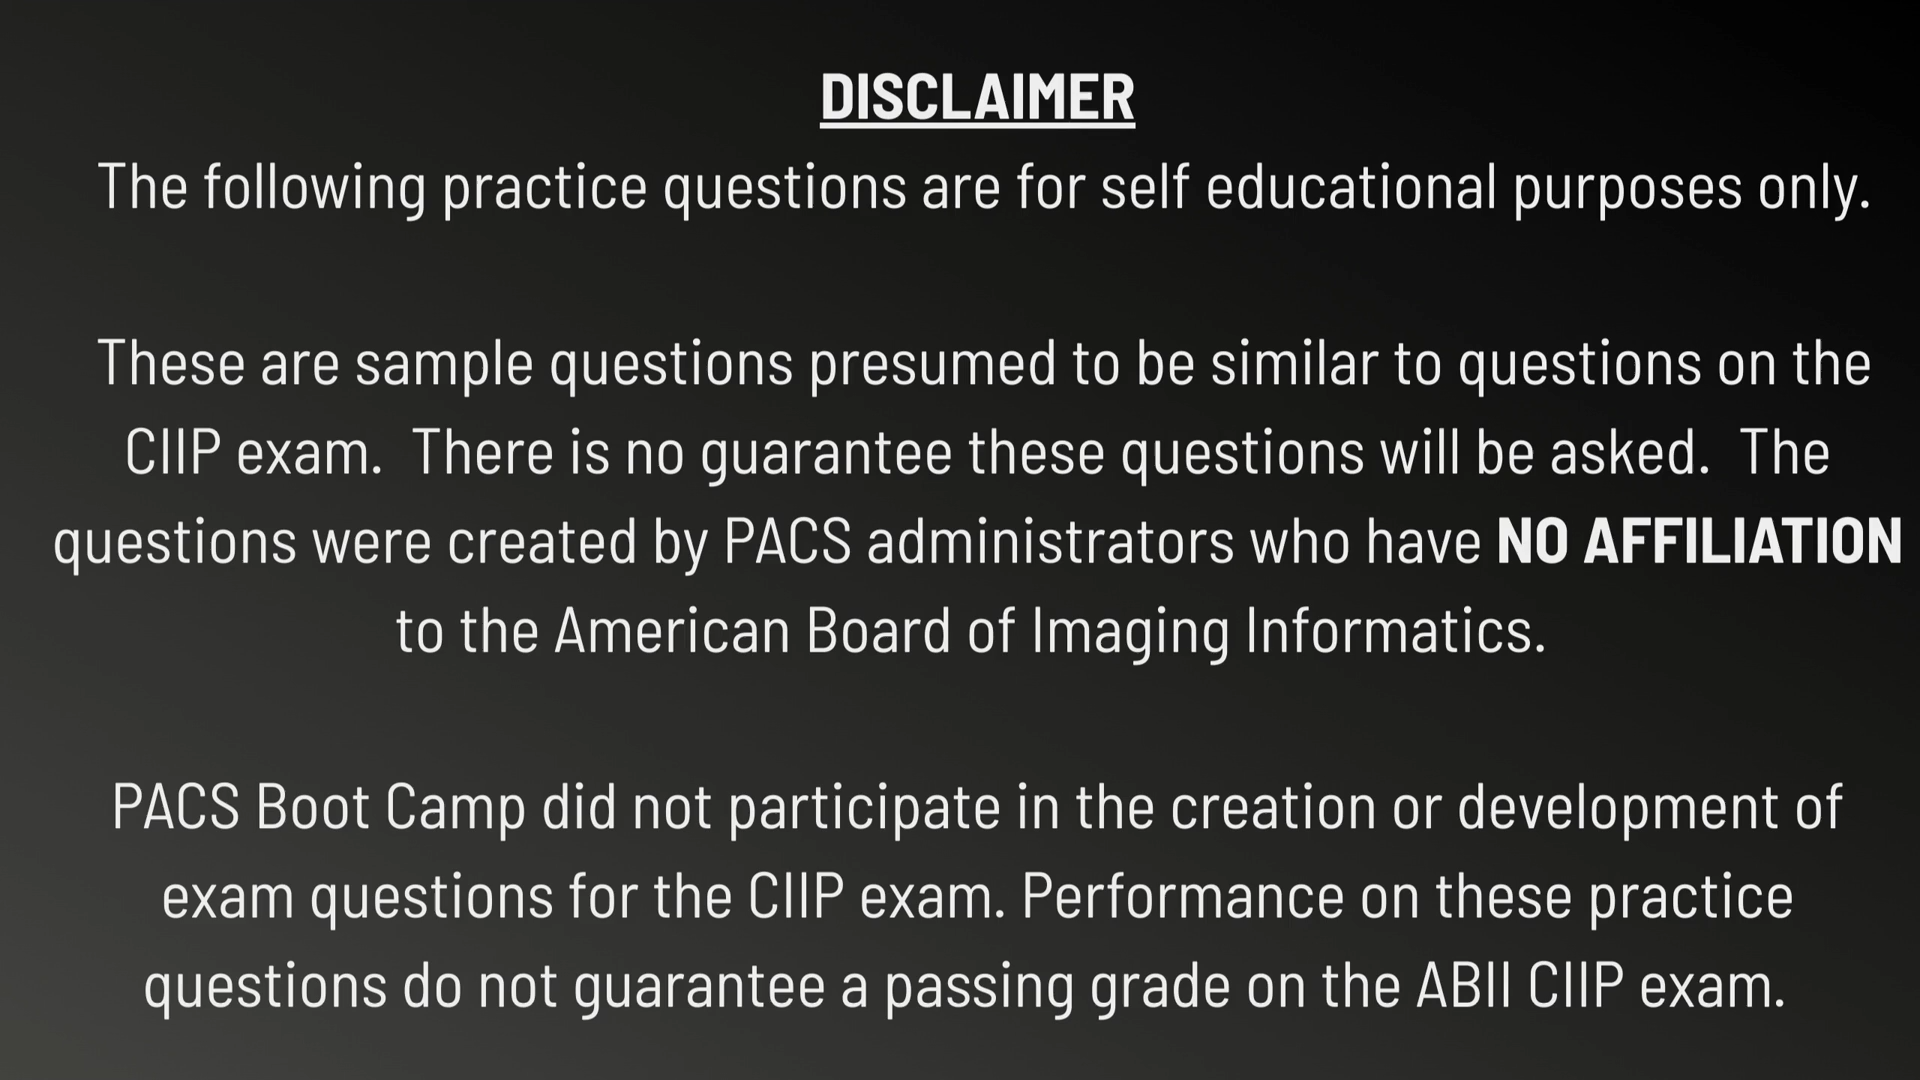 DISCLAIMER
The following practice questions are for self educational purposes only.
These are sample questions presumed to be similar to questions on the
CIIP exam.  There is no guarantee these questions will be asked.  The
questions were created by PACS administrators who have NO AFFILIATION
to the American Board of Imaging Informatics.
PACS Boot Camp did not participate in the creation or development of
exam questions for the CIIP exam. Performance on these practice
questions do not guarantee a passing grade on the ABII CIIP exam.